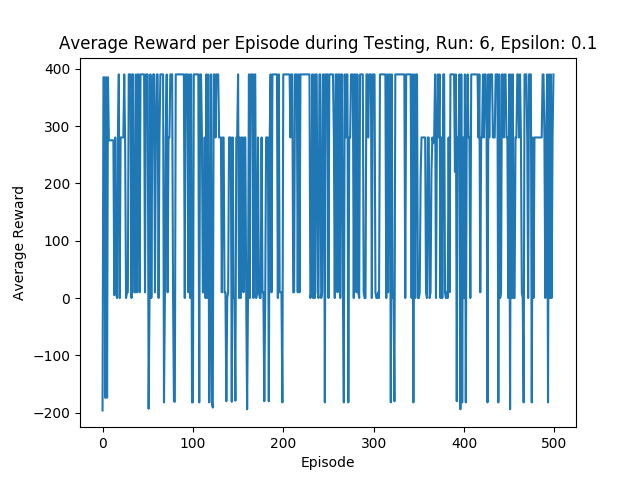 Average Reward per Episode during Testing, Run: 6, Epsilon: 0.1
400
300
200
100
0
−100
−200
Average Reward
0 100 200 300 400 500
Episode